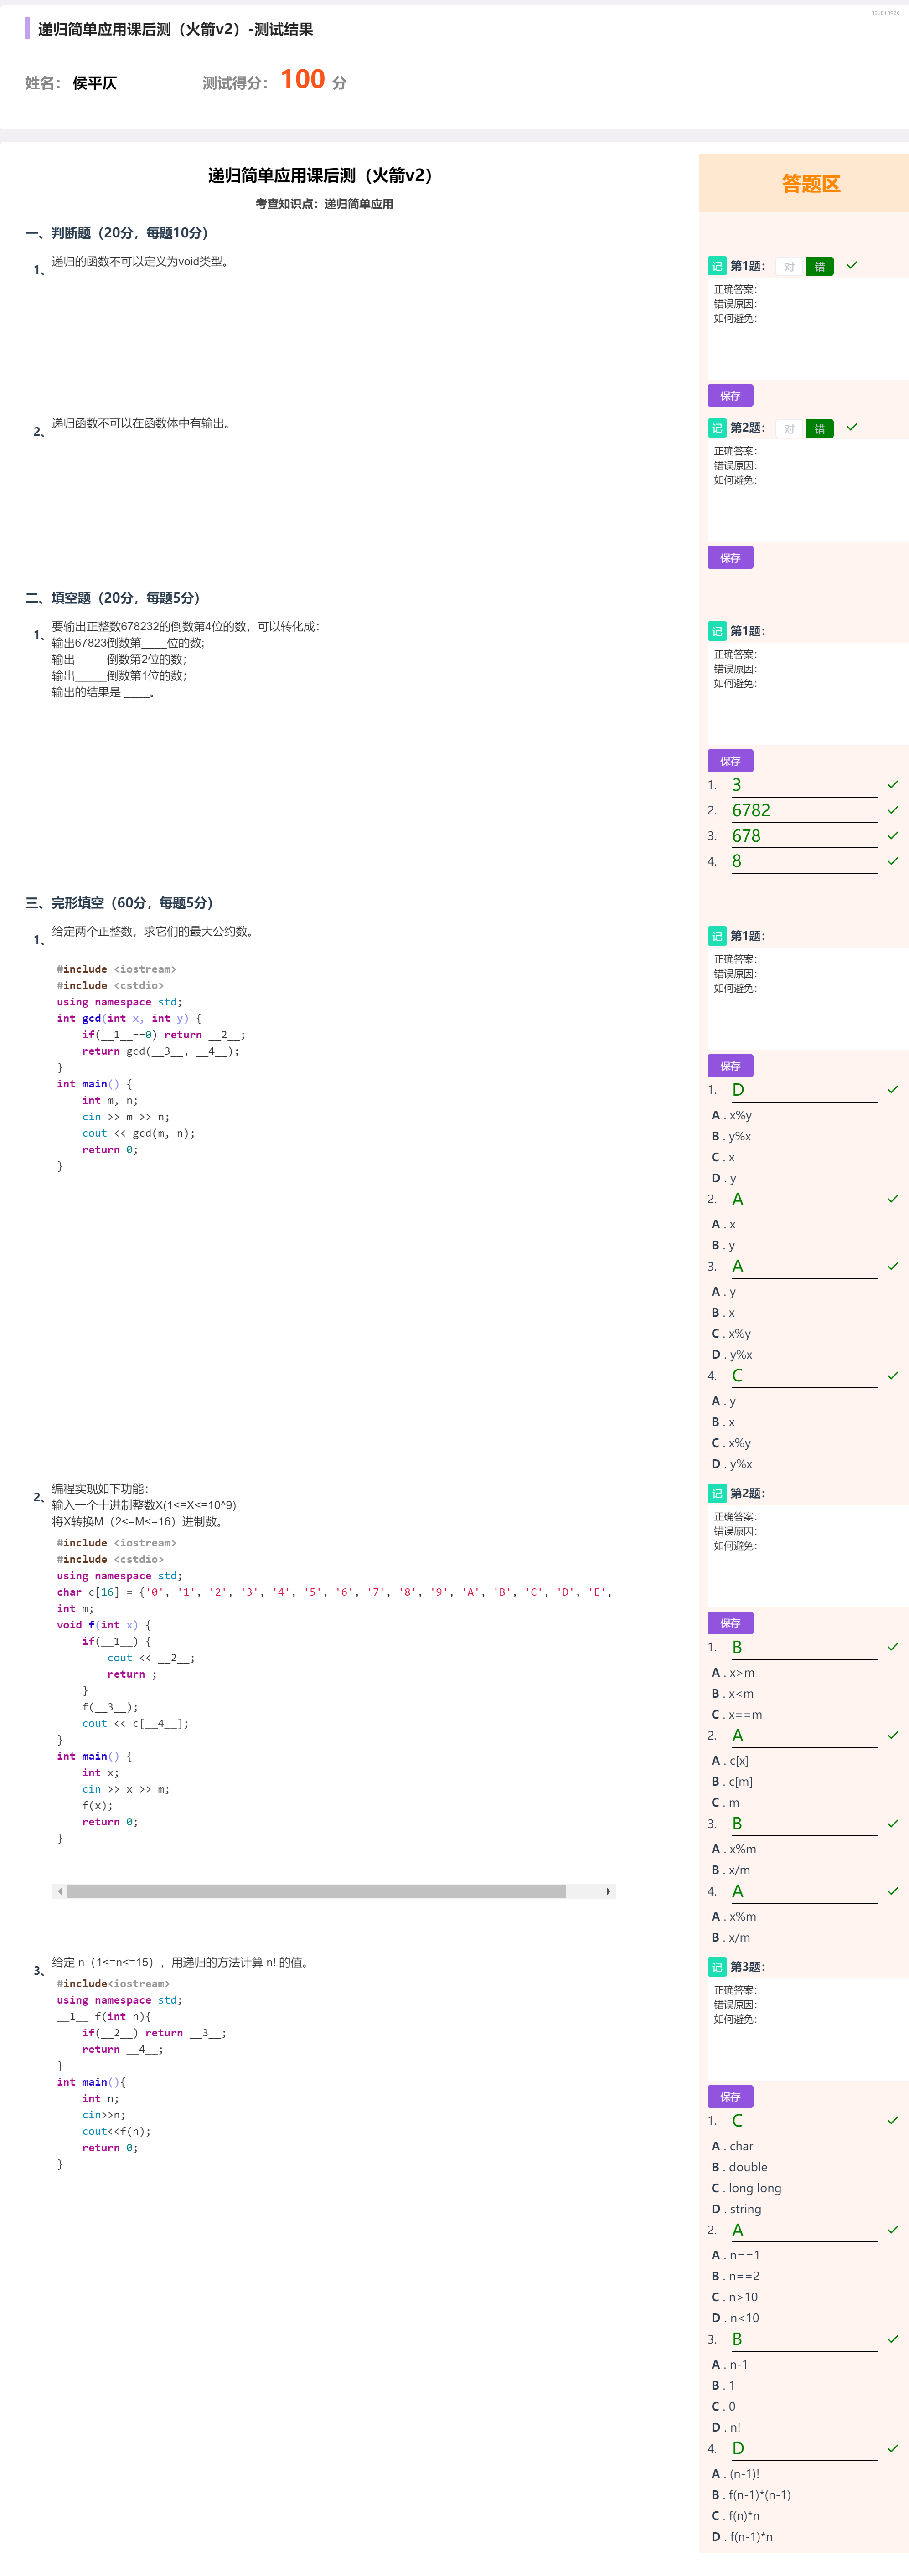 houpingze
递归简单应用课后测（火箭v2）-测试结果
姓名： 侯平仄 测试得分： 100 分
递归简单应用课后测（火箭v2）
考查知识点：递归简单应用
一、判断题（20分，每题10分）
1、 递归的函数不可以定义为void类型。
2、 递归函数不可以在函数体中有输出。
二、填空题（20分，每题5分）
1、 要输出正整数678232的倒数第4位的数，可以转化成：
输出67823倒数第____位的数;
输出_____倒数第2位的数；
输出_____倒数第1位的数；
输出的结果是 ____。
三、完形填空（60分，每题5分）
1、 给定两个正整数，求它们的最大公约数。
#include <iostream>
#include <cstdio>
using namespace std;
int gcd(int x, int y) {
if(__1__==0) return __2__;
return gcd(__3__, __4__);
}
int main() {
int m, n;
cin >> m >> n;
cout << gcd(m, n);
return 0;
}
2、 编程实现如下功能：
输入一个十进制整数X(1<=X<=10^9)
将X转换M（2<=M<=16）进制数。
#include <iostream>
#include <cstdio>
using namespace std;
char c[16] = {'0', '1', '2', '3', '4', '5', '6', '7', '8', '9', 'A', 'B', 'C', 'D', 'E',
int m;
void f(int x) {
if(__1__) {
cout << __2__;
return ;
}
f(__3__);
cout << c[__4__];
}
int main() {
int x;
cin >> x >> m;
f(x);
return 0;
}
3、 给定 n（1<=n<=15），用递归的方法计算 n! 的值。
#include<iostream>
using namespace std;
__1__ f(int n){
if(__2__) return __3__;
return __4__;
}
int main(){
int n;
cin>>n;
cout<<f(n);
return 0;
}
答题区
记 第1题： 对 错
正确答案：
错误原因：
如何避免：
保存
记 第2题： 对 错
正确答案：
错误原因：
如何避免：
保存
记 第1题：
正确答案：
错误原因：
如何避免：
保存
1. 3
2. 6782
3. 678
4. 8
记 第1题：
正确答案：
错误原因：
如何避免：
保存
1. D
A . x%y
B . y%x
C . x
D . y
2. A
A . x
B . y
3. A
A . y
B . x
C . x%y
D . y%x
4. C
A . y
B . x
C . x%y
D . y%x
记 第2题：
正确答案：
错误原因：
如何避免：
保存
1. B
A . x>m
B . x<m
C . x==m
2. A
A . c[x]
B . c[m]
C . m
3. B
A . x%m
B . x/m
4. A
A . x%m
B . x/m
记 第3题：
正确答案：
错误原因：
如何避免：
保存
1. C
A . char
B . double
C . long long
D . string
2. A
A . n==1
B . n==2
C . n>10
D . n<10
3. B
A . n-1
B . 1
C . 0
D . n!
4. D
A . (n-1)!
B . f(n-1)*(n-1)
C . f(n)*n
D . f(n-1)*n